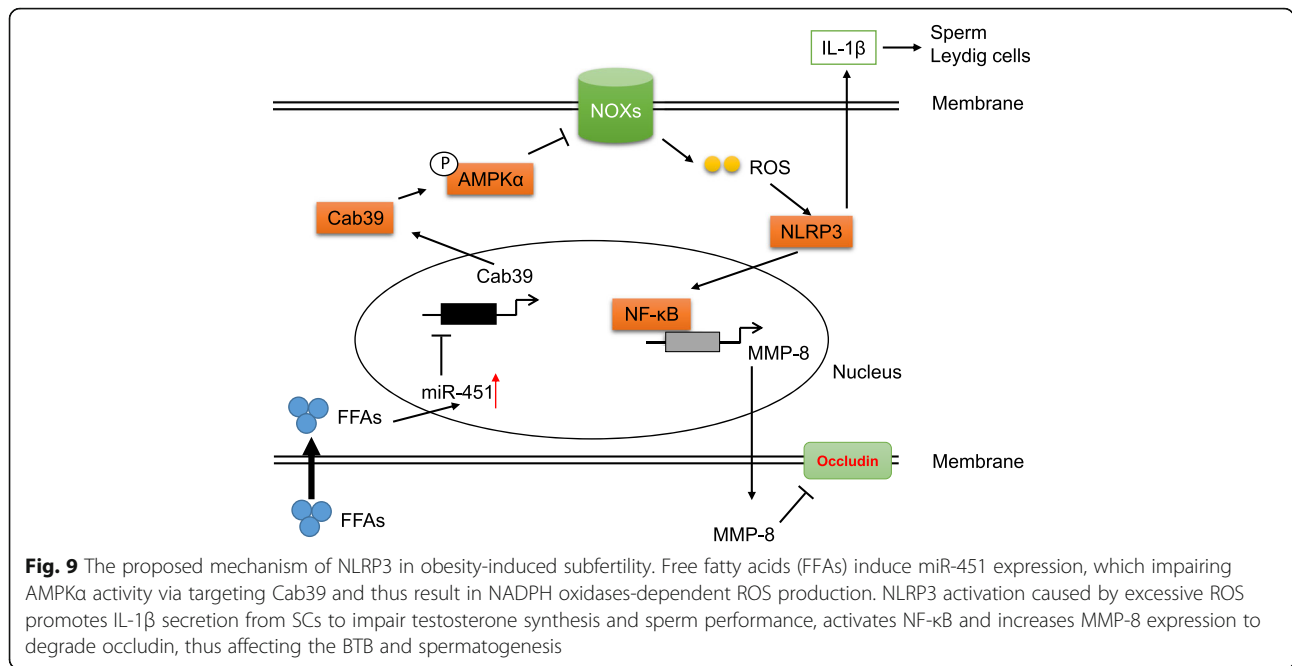 IL-1β
Sperm
Leydig cells
Membrane
NOXs
P
AMPKα
ROS
Cab39
NLRP3
Cab39
NF-κB
MMP-8
Nucleus
miR-451
FFAs
Occludin
Membrane
FFAs
MMP-8
Fig. 9 The proposed mechanism of NLRP3 in obesity-induced subfertility. Free fatty acids (FFAs) induce miR-451 expression, which impairing
AMPKα activity via targeting Cab39 and thus result in NADPH oxidases-dependent ROS production. NLRP3 activation caused by excessive ROS
promotes IL-1β secretion from SCs to impair testosterone synthesis and sperm performance, activates NF-κB and increases MMP-8 expression to
degrade occludin, thus affecting the BTB and spermatogenesis